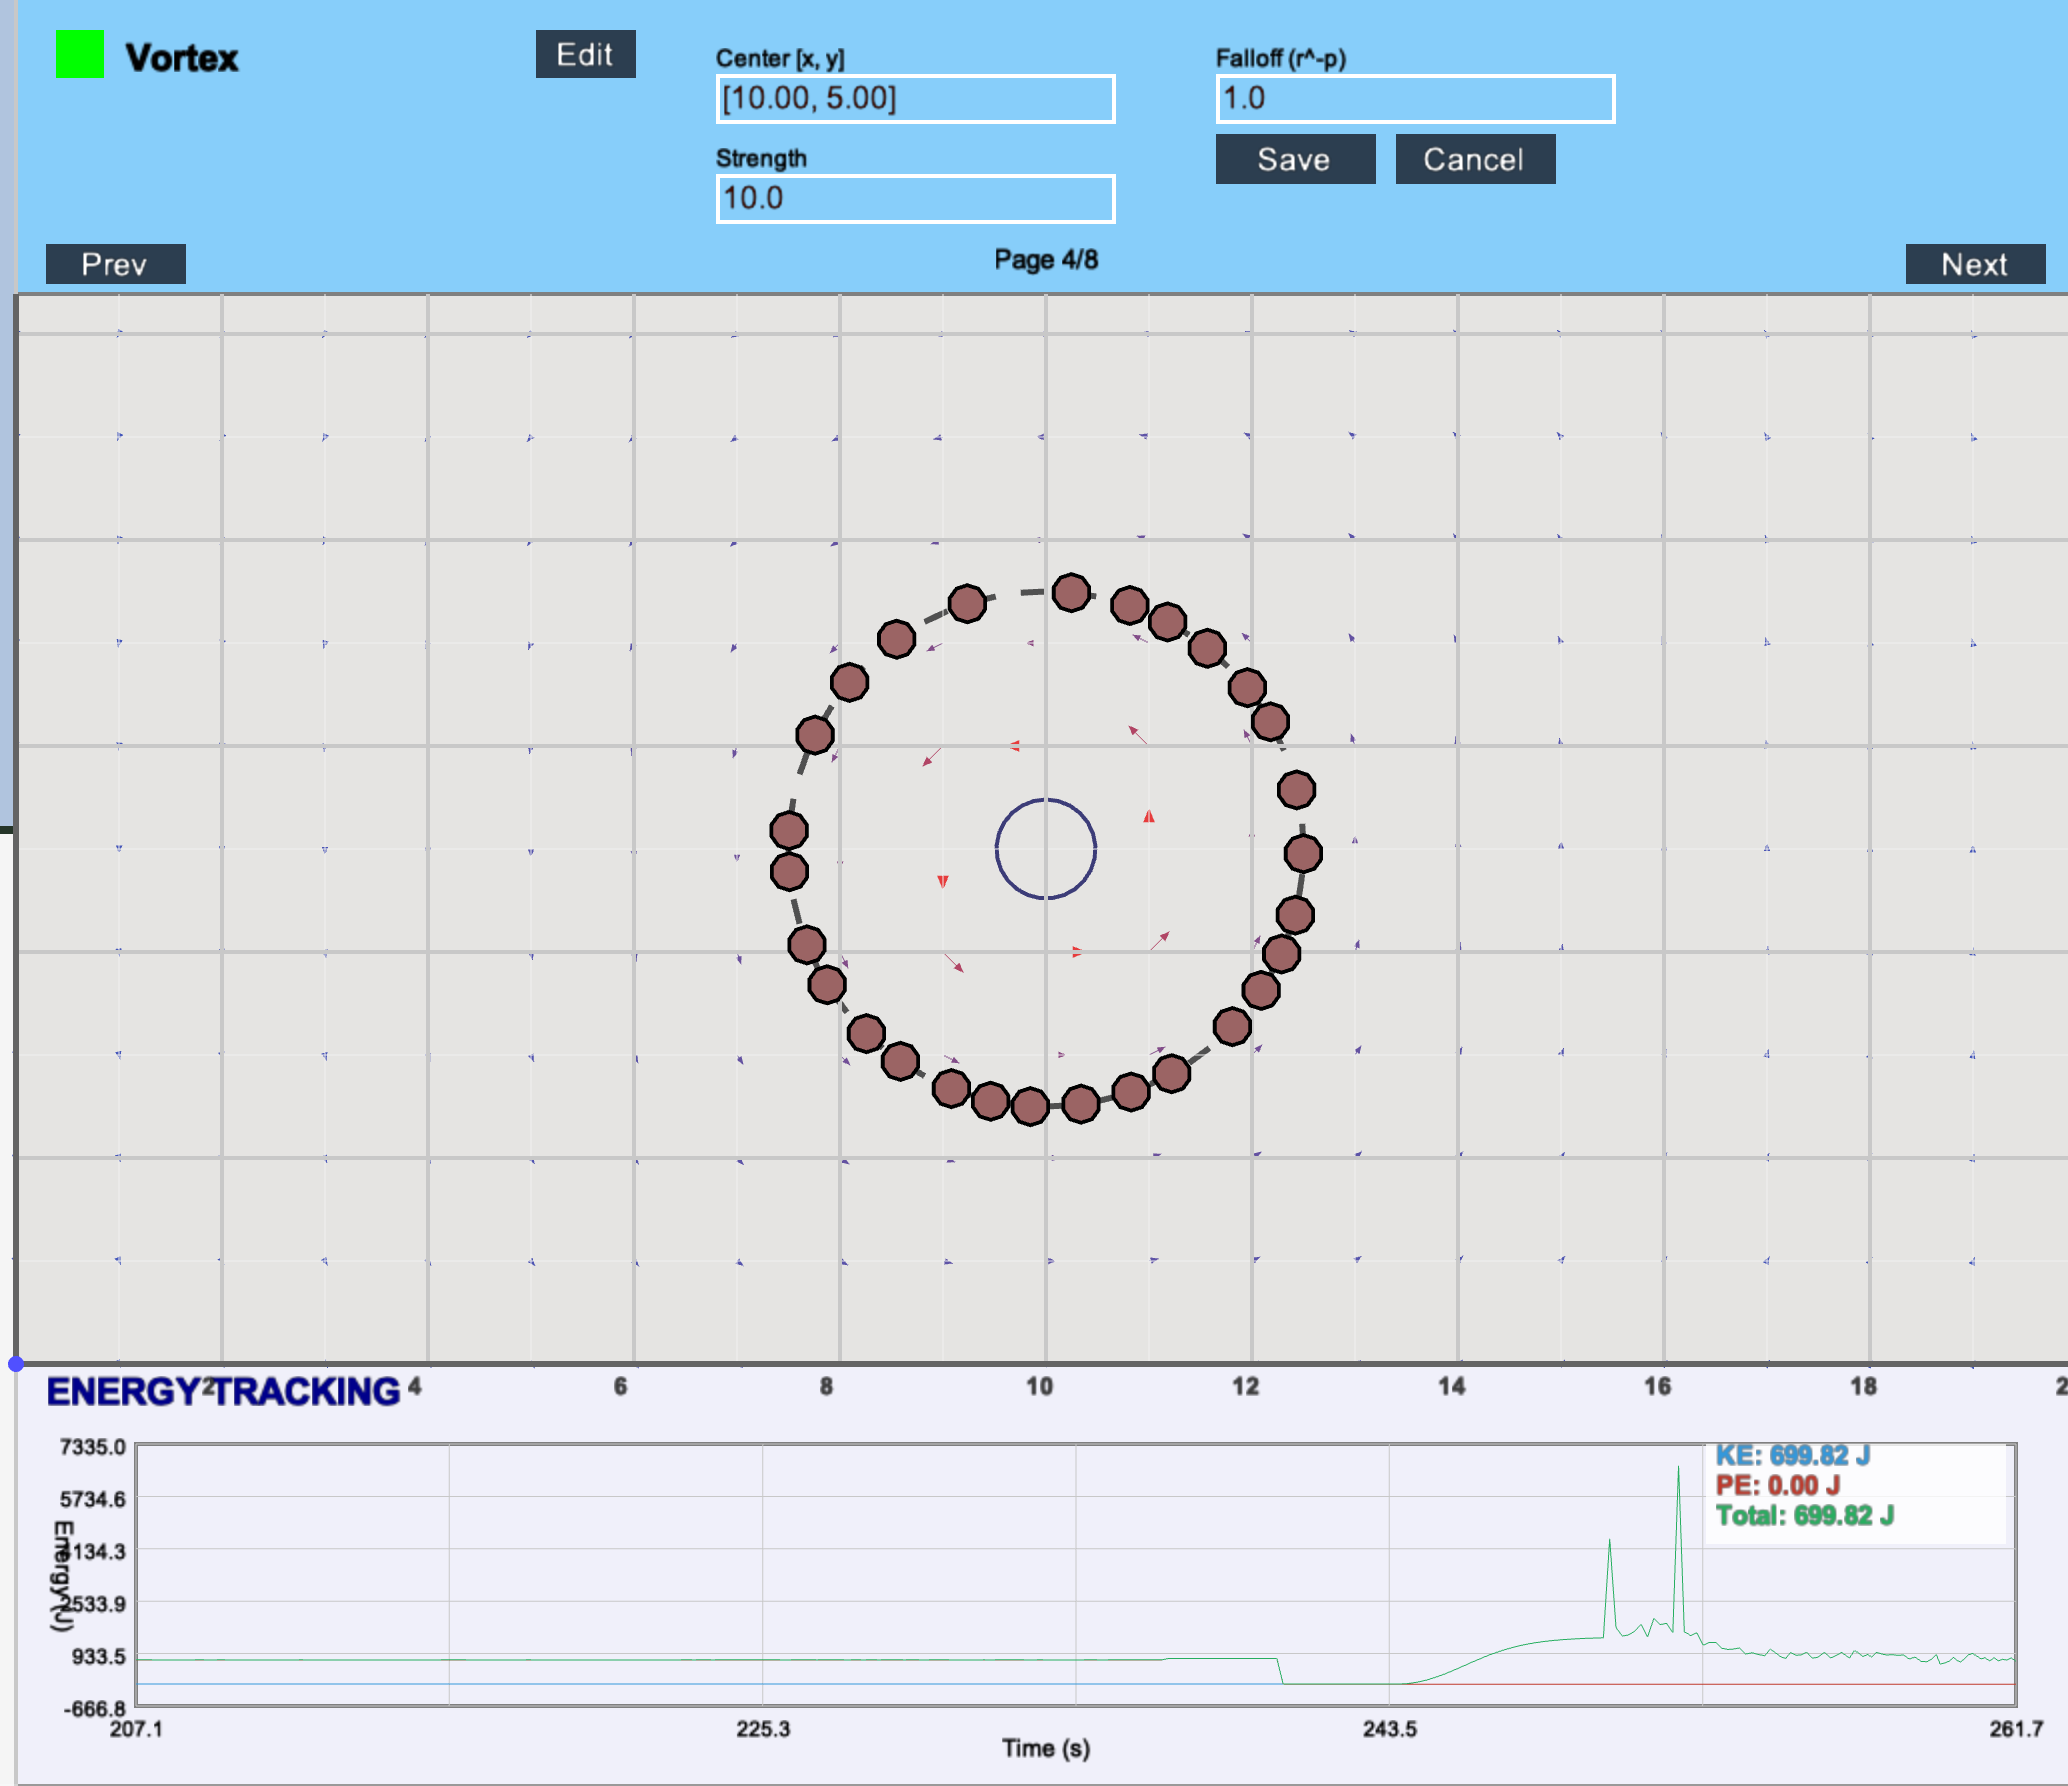 Vortex
Edit
Center [x, y]
[10.00, 5.00]
Falloff (r^-p)
1.0
Strength
10.0
Save
Cancel
Prev
Page 4/8
Next
ENERGY TRACKING
2 4 6 8 10 12 14 16 18 2
7335.0
5734.6
4134.3
2533.9
933.5
-666.8
Energy (J)
KE: 699.82 J
PE: 0.00 J
Total: 699.82 J
207.1 225.3 243.5 261.7
Time (s)